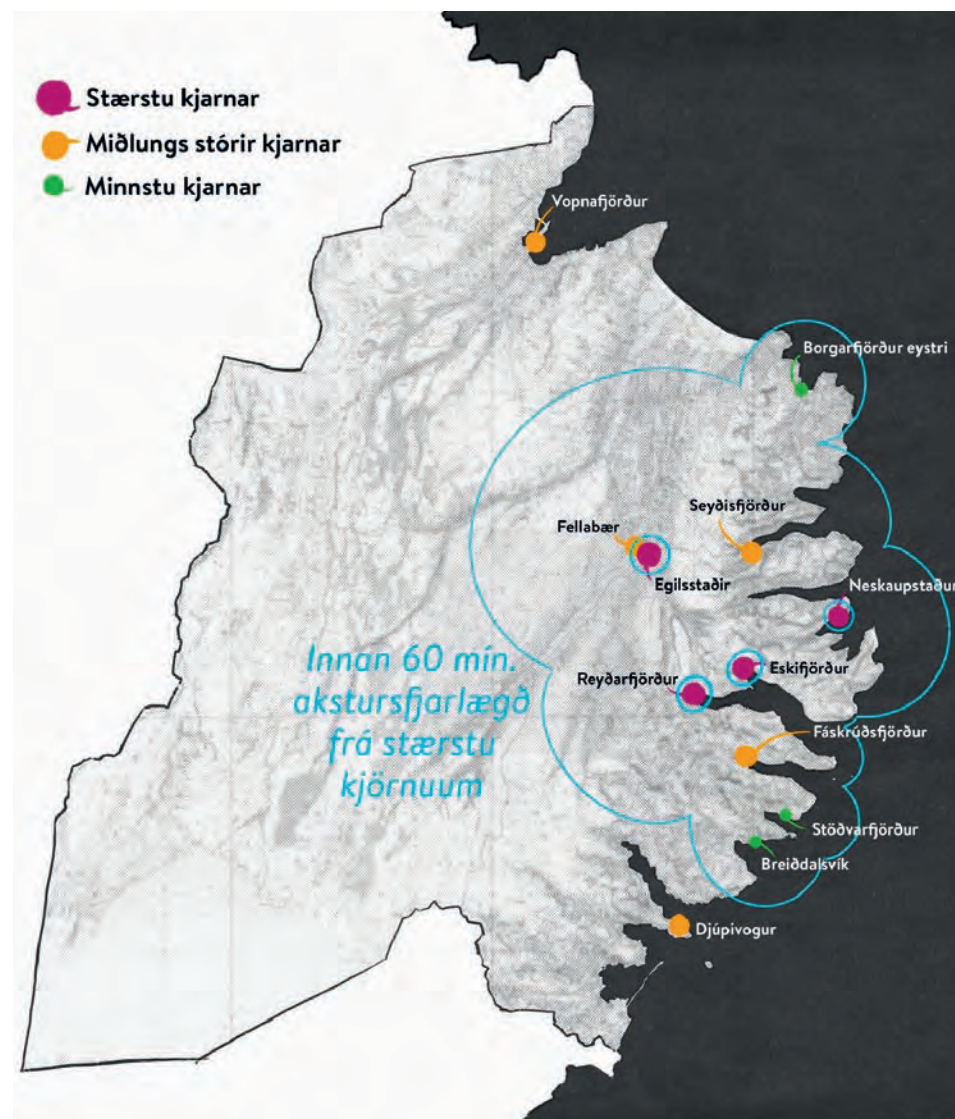 Stærstu kjarnar
Miðlungs stórir kjarnar
Minnstu kjarnar
Vopnafjörður
Borgarfjörður eystri
Seyðisfjörður
Fellabær
Egilsstaðir
Neskaupstaður
Eskifjörður
Reyðarfjörður
Innan 60 mín.
akstursfjarlægð
frá stærstu
kjörnuum
Fáskrúðsfjörður
Stöðvarfjörður
Breiðdalsvík
Djúpivogur